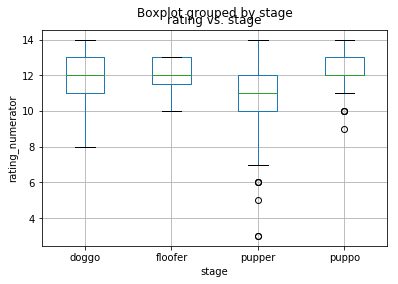 Boxplot grouped by stage
rating vs. stage
14
12
10
8
6
4
rating_numerator
doggo floofer pupper puppo
stage